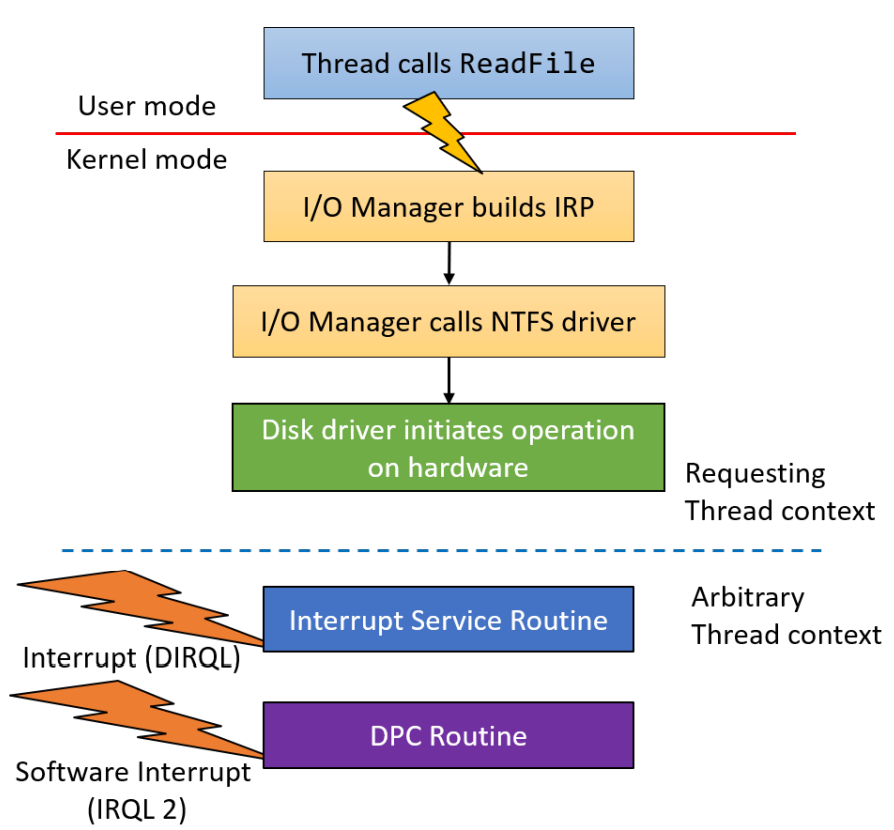 Thread calls ReadFile
User mode
Kernel mode
I/O Manager builds IRP
I/O Manager calls NTFS driver
Disk driver initiates operation
on hardware
Requesting
Thread context
Interrupt Service Routine
Arbitrary
Thread context
Interrupt (DIRQL)
DPC Routine
Software Interrupt
(IRQL 2)